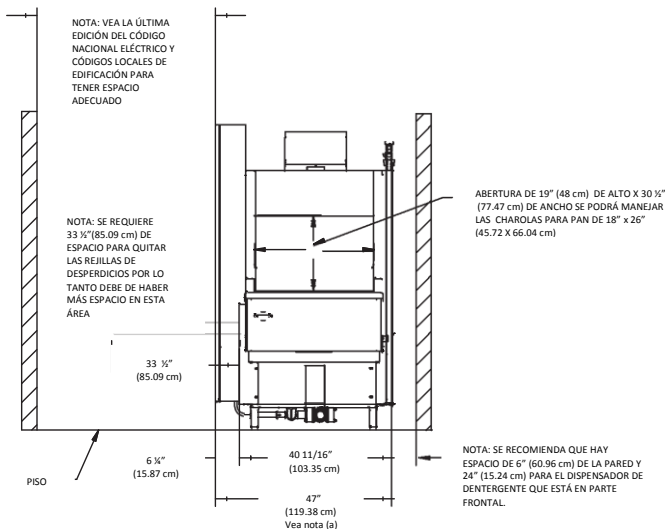 NOTA: VEA LA ÚLTIMA
EDICIÓN DEL CÓDIGO
NACIONAL ELÉCTRICO Y
CÓDIGOS LOCALES DE
EDIFICACIÓN PARA
TENER ESPACIO
ADECUADO
ABERTURA DE 19” (48 cm) DE ALTO X 30 ½”
(77.47 cm) DE ANCHO SE PODRÁ MANEJAR
LAS CHAROLAS PARA PAN DE 18” x 26”
(45.72 X 66.04 cm)
NOTA: SE REQUIERE
33 ½”(85.09 cm) DE
ESPACIO PARA QUITAR
LAS REJILLAS DE
DESPERDICIOS POR LO
TANTO DEBE DE HABER
MÁS ESPACIO EN ESTA
ÁREA
33 ½”
(85.09 cm)
6 ¼”
(15.87 cm)
40 11/16”
(103.35 cm)
NOTA: SE RECOMIENDA QUE HAY
ESPACIO DE 6” (60.96 cm) DE LA PARED Y
24” (15.24 cm) PARA EL DISPENSADOR DE
DENTERGENTE QUE ESTÁ EN PARTE
FRONTAL.
PISO
47”
(119.38 cm)
Vea nota (a)